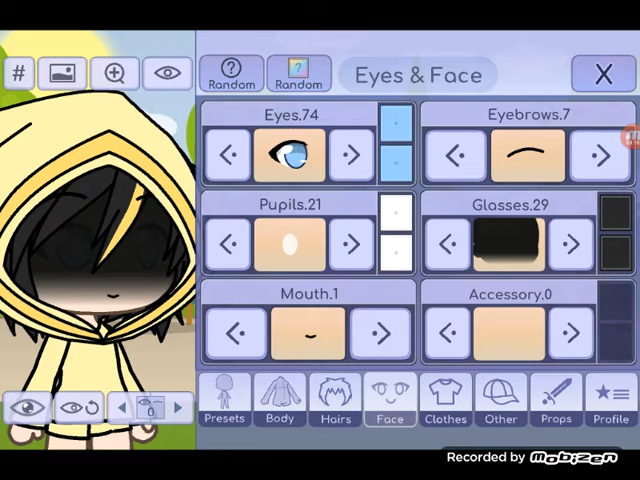 #
? Random
? Random
Eyes & Face
X
Eyes.74
Eyebrows.7
Pupils.21
Glasses.29
Mouth.1
Accessory.0
0
Presets
Body
Hairs
Face
Clothes
Other
Props
Profile
Recorded by Mobizen